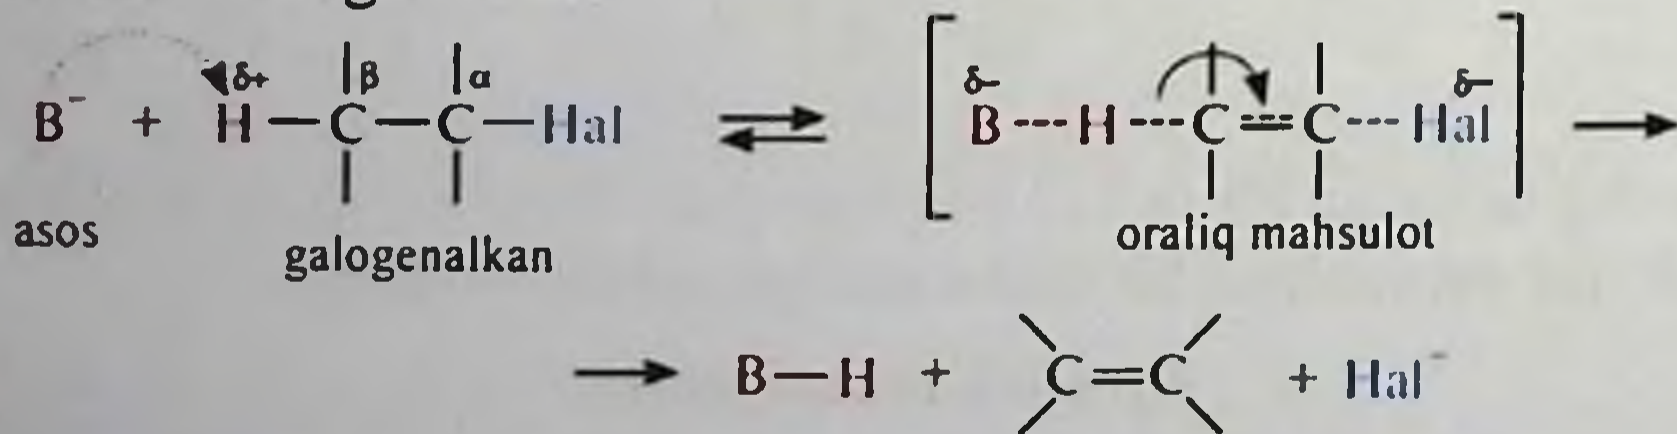 B⁻ + H δ+ — C β — C α — Hal ⇌ [ B δ- --- H --- C === C --- Hal δ- ] →
asos
galogenalkan
oraliq mahsulot
→ B—H + C=C + Hal⁻